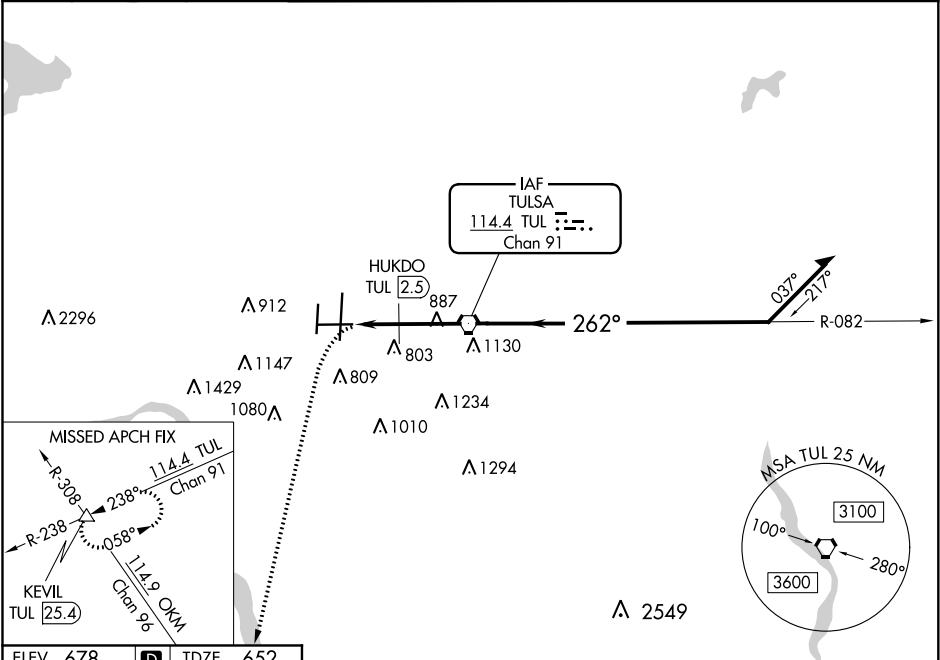 IAF
TULSA
114.4 TUL
Chan 91
HUKDO
TUL 2.5
887
037°
217°
2296
912
262°
R-082
803
1130
1147
809
1429
1234
1080
1010
MISSED APCH FIX
R-308
114.4 TUL
Chan 91
238°
R-238
058°
114.9 OKM
Chan 96
KEVIL
TUL 25.4
1294
MSA TUL 25 NM
3100
100°
280°
3600
2549
ELEV 678 D TDZE 652